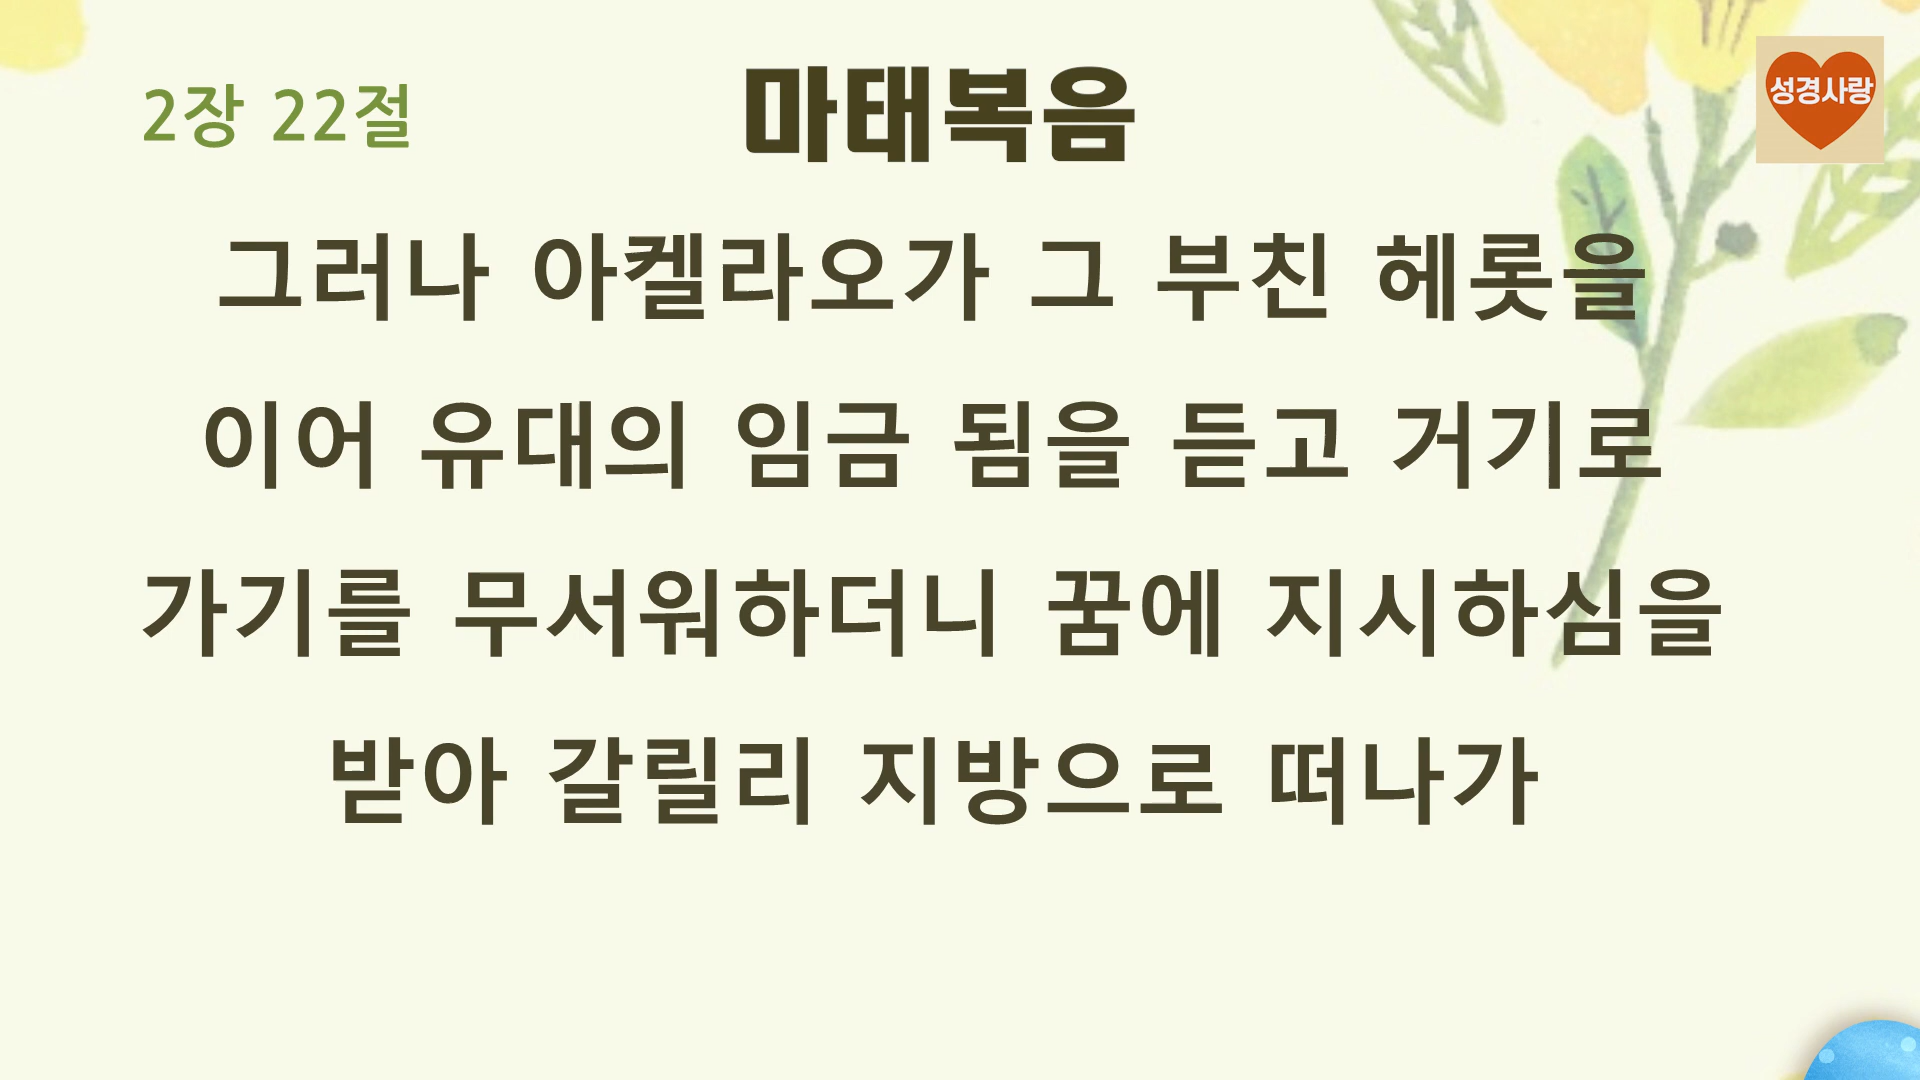 2장 22절
마태복음
성경사랑
그러나 아켈라오가 그 부친 헤롯을
이어 유대의 임금 됨을 듣고 거기로
가기를 무서워하더니 꿈에 지시하심을
받아 갈릴리 지방으로 떠나가